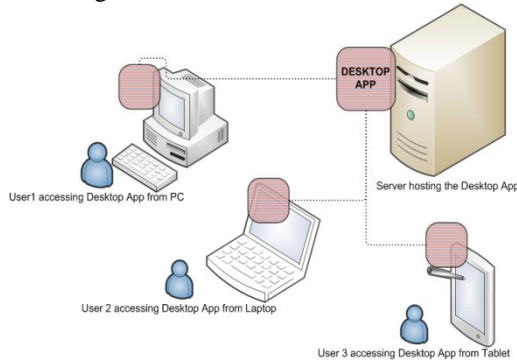 DESKTOP
APP
User1 accessing Desktop App from PC
Server hosting the Desktop App
User 2 accessing Desktop App from Laptop
User 3 accessing Desktop App from Tablet